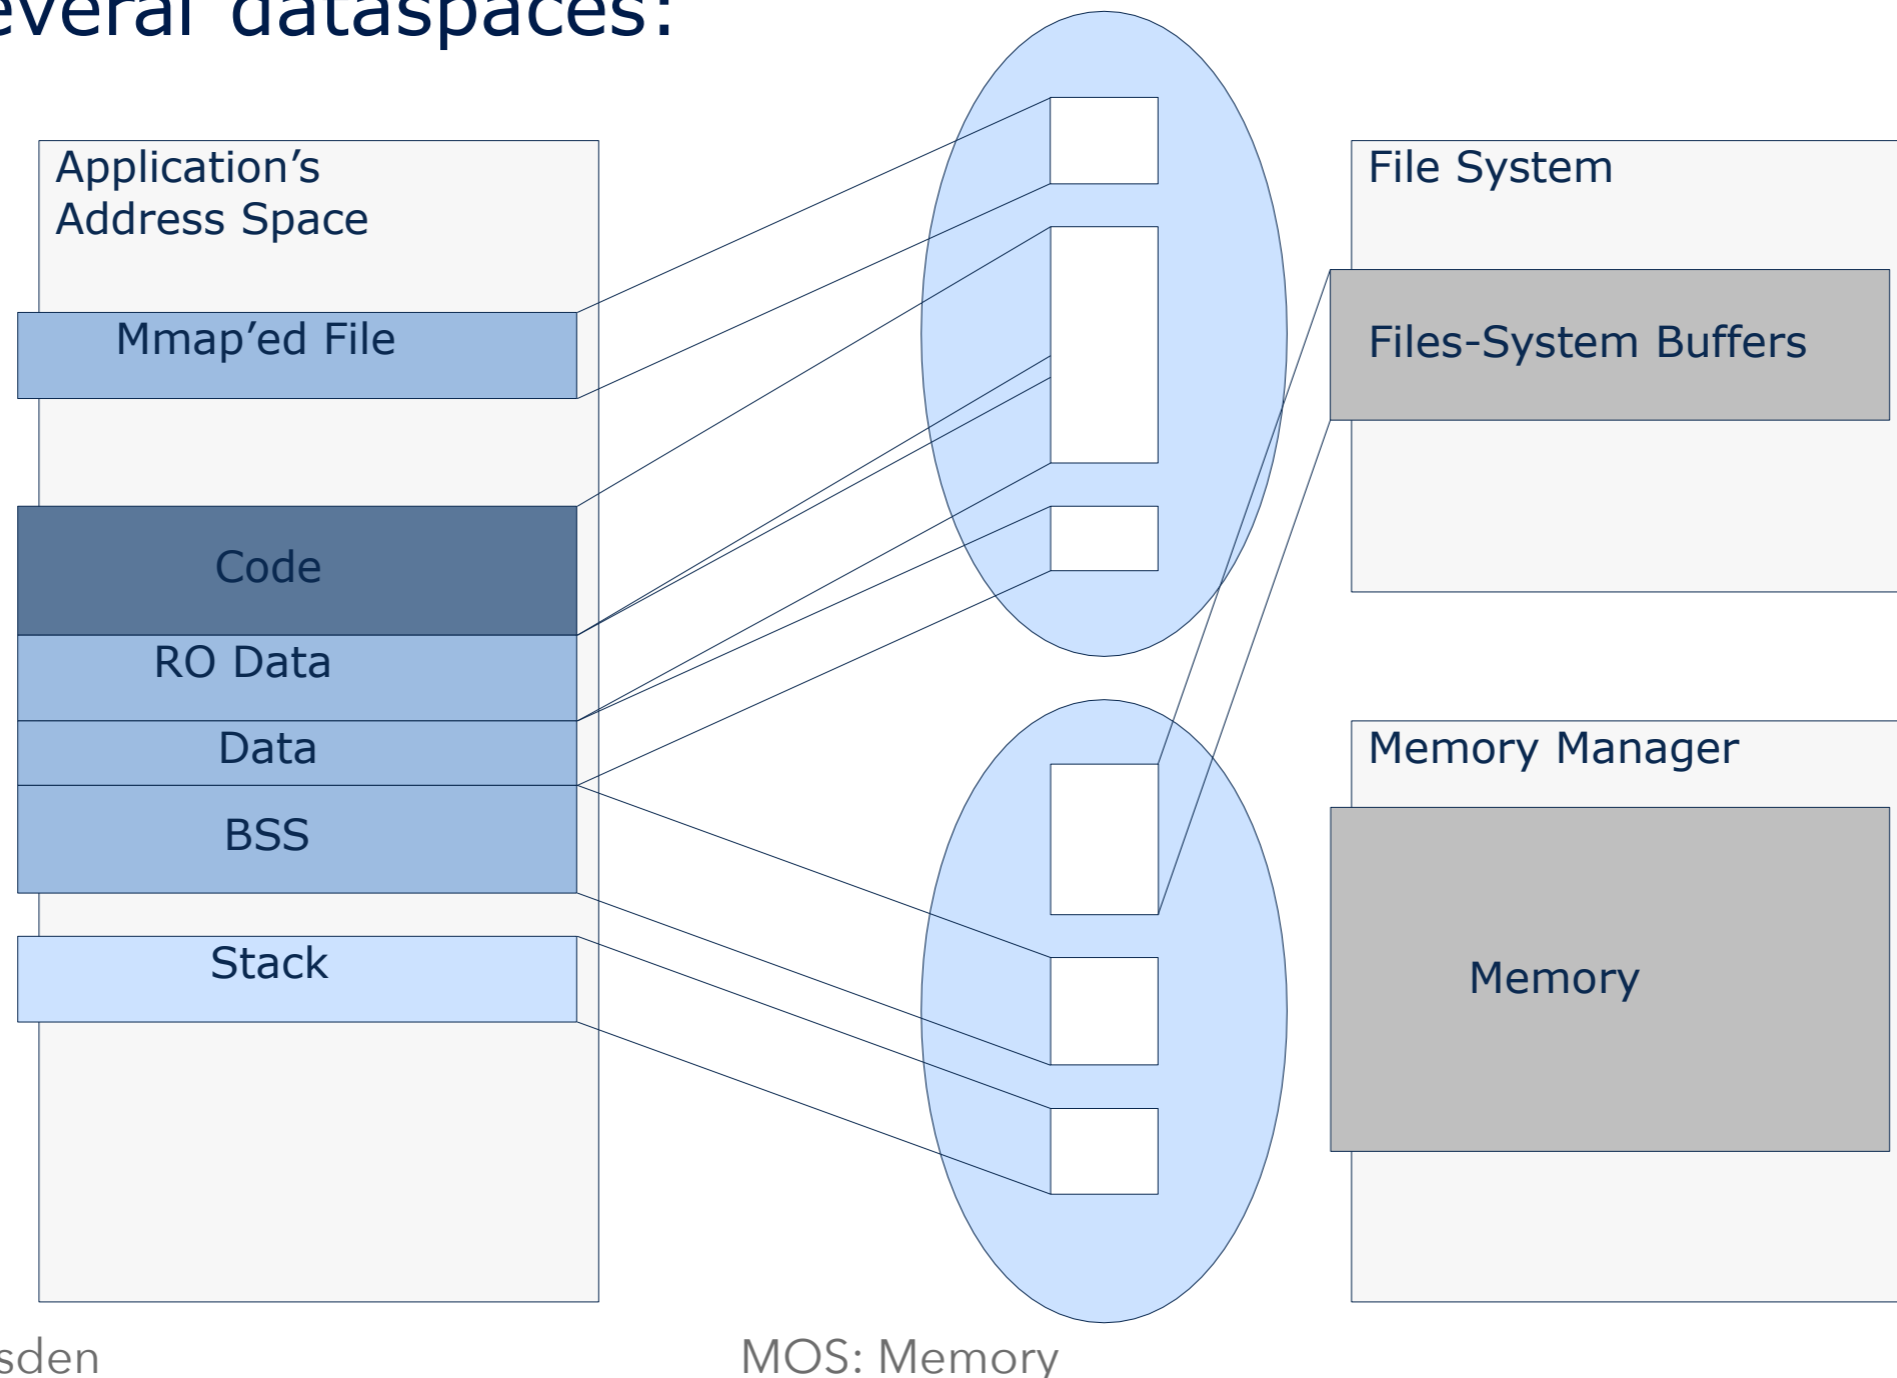 dataspaces:
Application’s
Address Space
Mmap’ed File
Code
RO Data
Data
BSS
Stack
File System
Files-System Buffers
Memory Manager
Memory
MOS: Memory